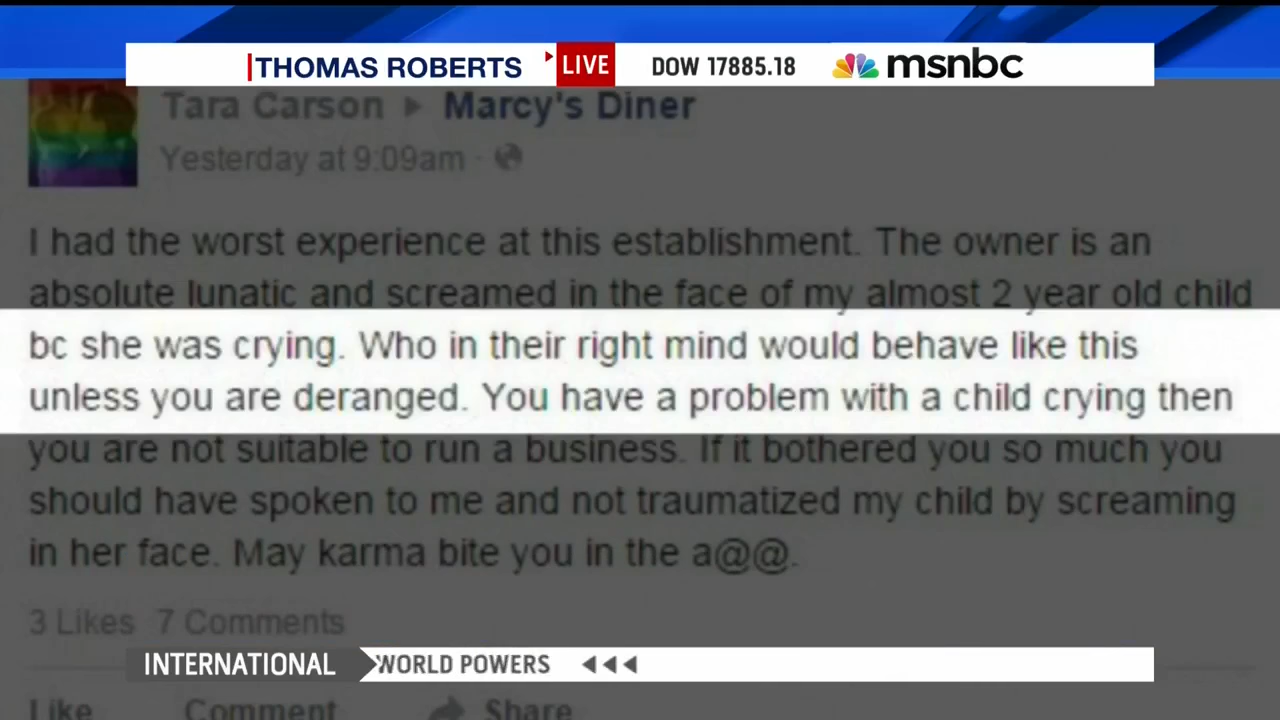 THOMAS ROBERTS LIVE DOW 17885.18 msnbc
Tara Carson ▸ Marcy's Diner
Yesterday at 9:09am ·
I had the worst experience at this establishment. The owner is an
absolute lunatic and screamed in the face of my almost 2 year old child
bc she was crying. Who in their right mind would behave like this
unless you are deranged. You have a problem with a child crying then
you are not suitable to run a business. If it bothered you so much you
should have spoken to me and not traumatized my child by screaming
in her face. May karma bite you in the a@@.
3 Likes 7 Comments
INTERNATIONAL WORLD POWERS
Like Comment Share